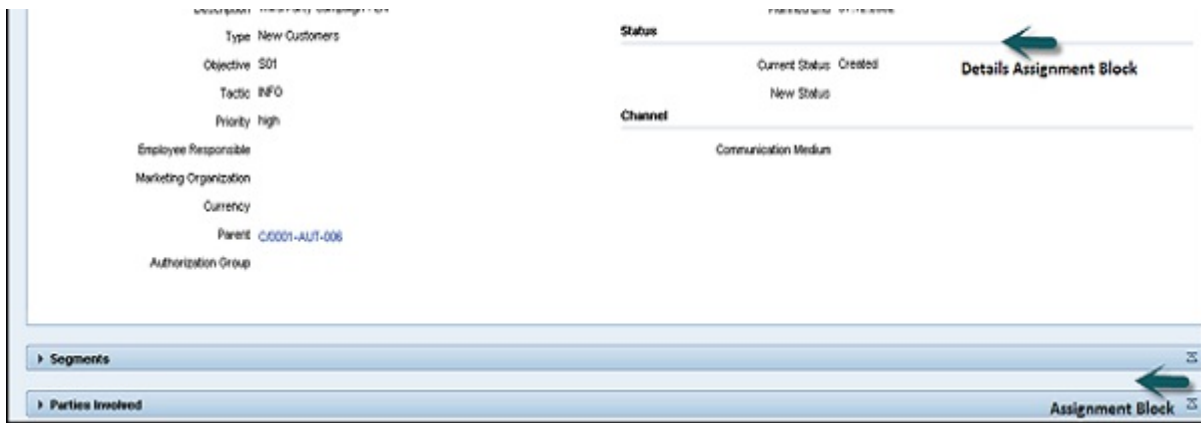 Type New Customers
Objective S01
Tactic INFO
Priority high
Employee Responsible
Marketing Organization
Currency
Parent C/0001-AUT-006
Authorization Group
Status
Current Status Created
New Status
Channel
Communication Medium
Details Assignment Block
Segments
Parties Involved
Assignment Block